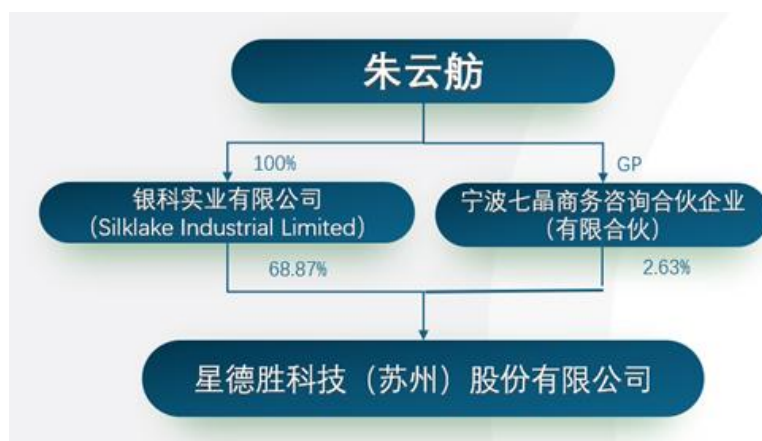 朱云舫
100%
GP
银科实业有限公司
(Silklake Industrial Limited)
宁波七晶商务咨询合伙企业
（有限合伙）
68.87%
2.63%
星德胜科技（苏州）股份有限公司